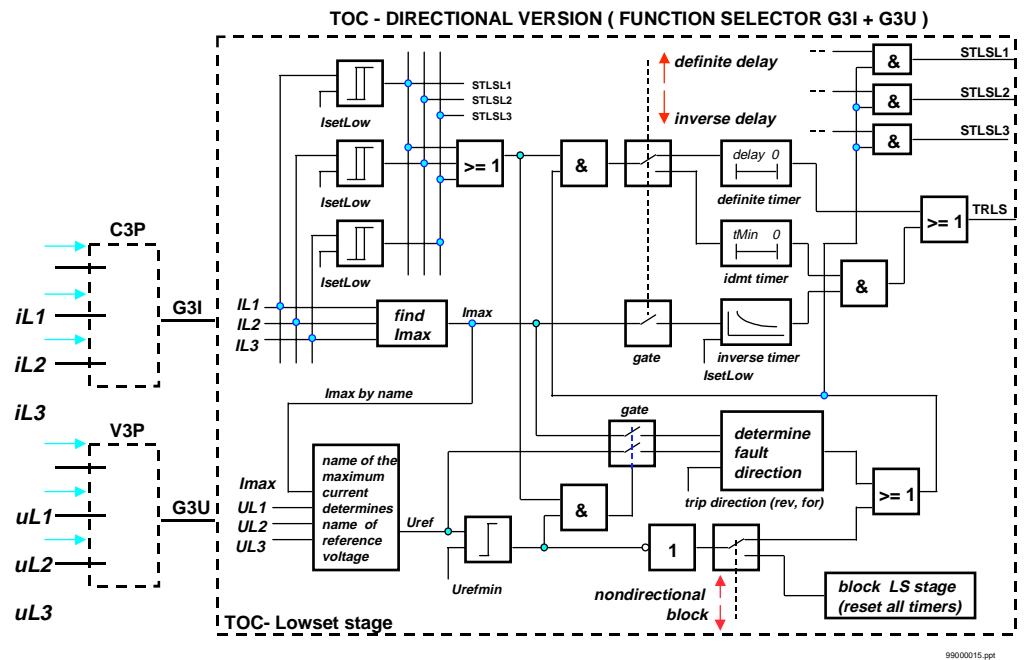 TOC - DIRECTIONAL VERSION ( FUNCTION SELECTOR G3I + G3U )
STLSL1
&
definite delay
STLSL1
STLSL2
STLSL3
&
STLSL2
IsetLow
inverse delay
&
STLSL3
>= 1
&
delay 0
IsetLow
definite timer
>= 1
TRLS
C3P
tMin 0
IsetLow
idmt timer
&
G3I
IL1
IL2
IL3
find
Imax
Imax
iL1
gate
inverse timer
IsetLow
iL2
Imax by name
iL3
gate
V3P
determine
fault
direction
name of the
maximum
current
determines
name of
reference
voltage
Imax
UL1
UL2
UL3
trip direction (rev, for)
>= 1
G3U
uL1
Uref
&
1
uL2
Urefmin
nondirectional
block
block LS stage
(reset all timers)
uL3
TOC- Lowset stage
99000015.ppt